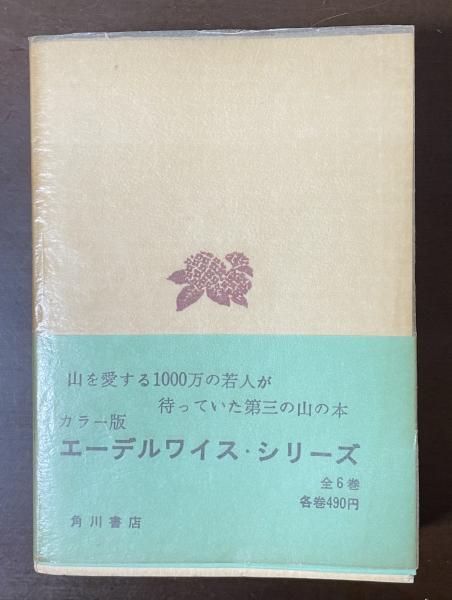 山を愛する1000万の若人が
待っていた第三の山の本
カラー版
エーデルワイス・シリーズ
全6巻
各巻490円
角川書店